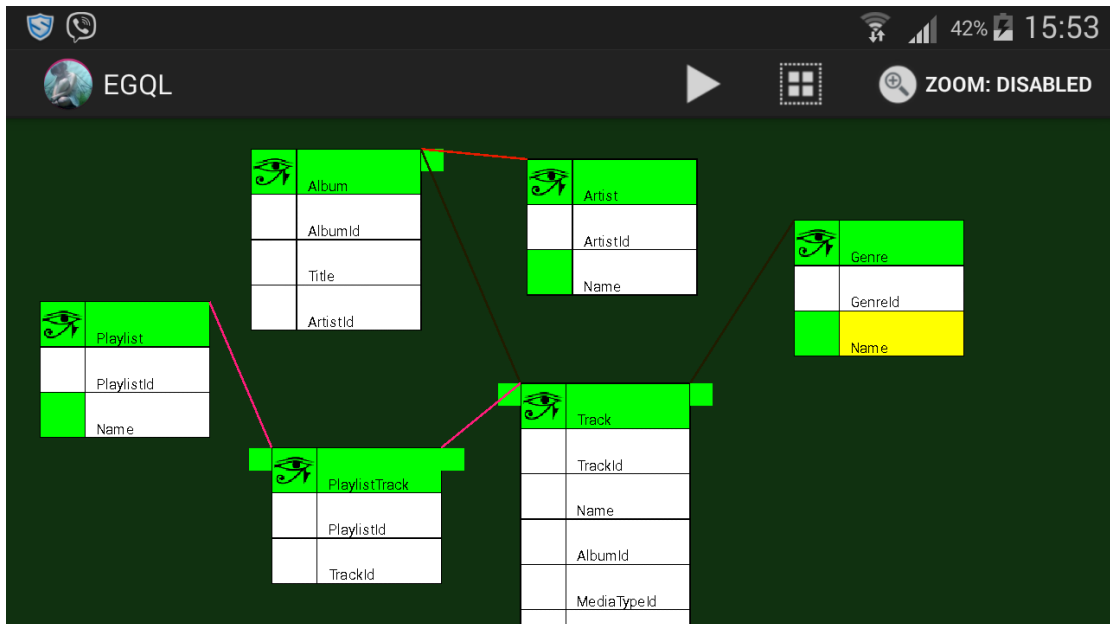 42% 15:53
EGQL
ZOOM: DISABLED
Album
AlbumId
Title
ArtistId
Artist
ArtistId
Name
Genre
GenreId
Name
Playlist
PlaylistId
Name
PlaylistTrack
PlaylistId
TrackId
Track
TrackId
Name
AlbumId
MediaTypeId